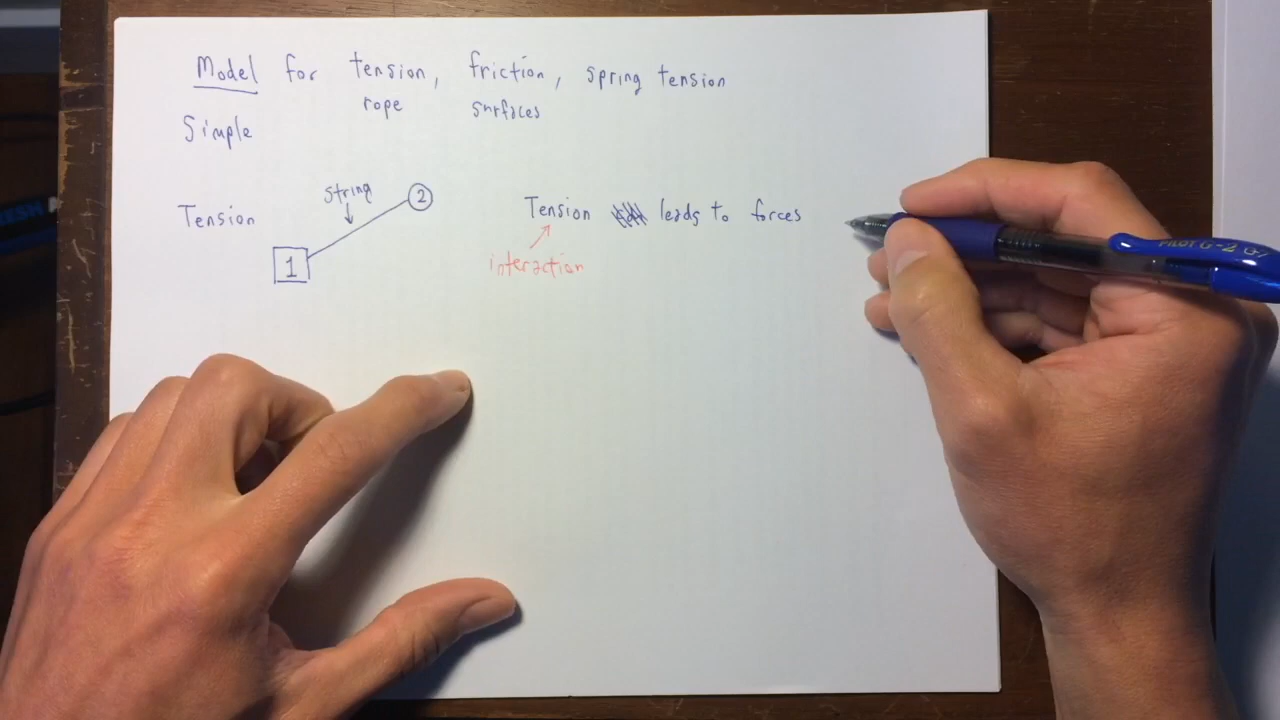 Model for tension, friction, spring tension
rope surfaces
Simple
Tension
string
1
2
Tension leads to forces
interaction
PILOT G-2